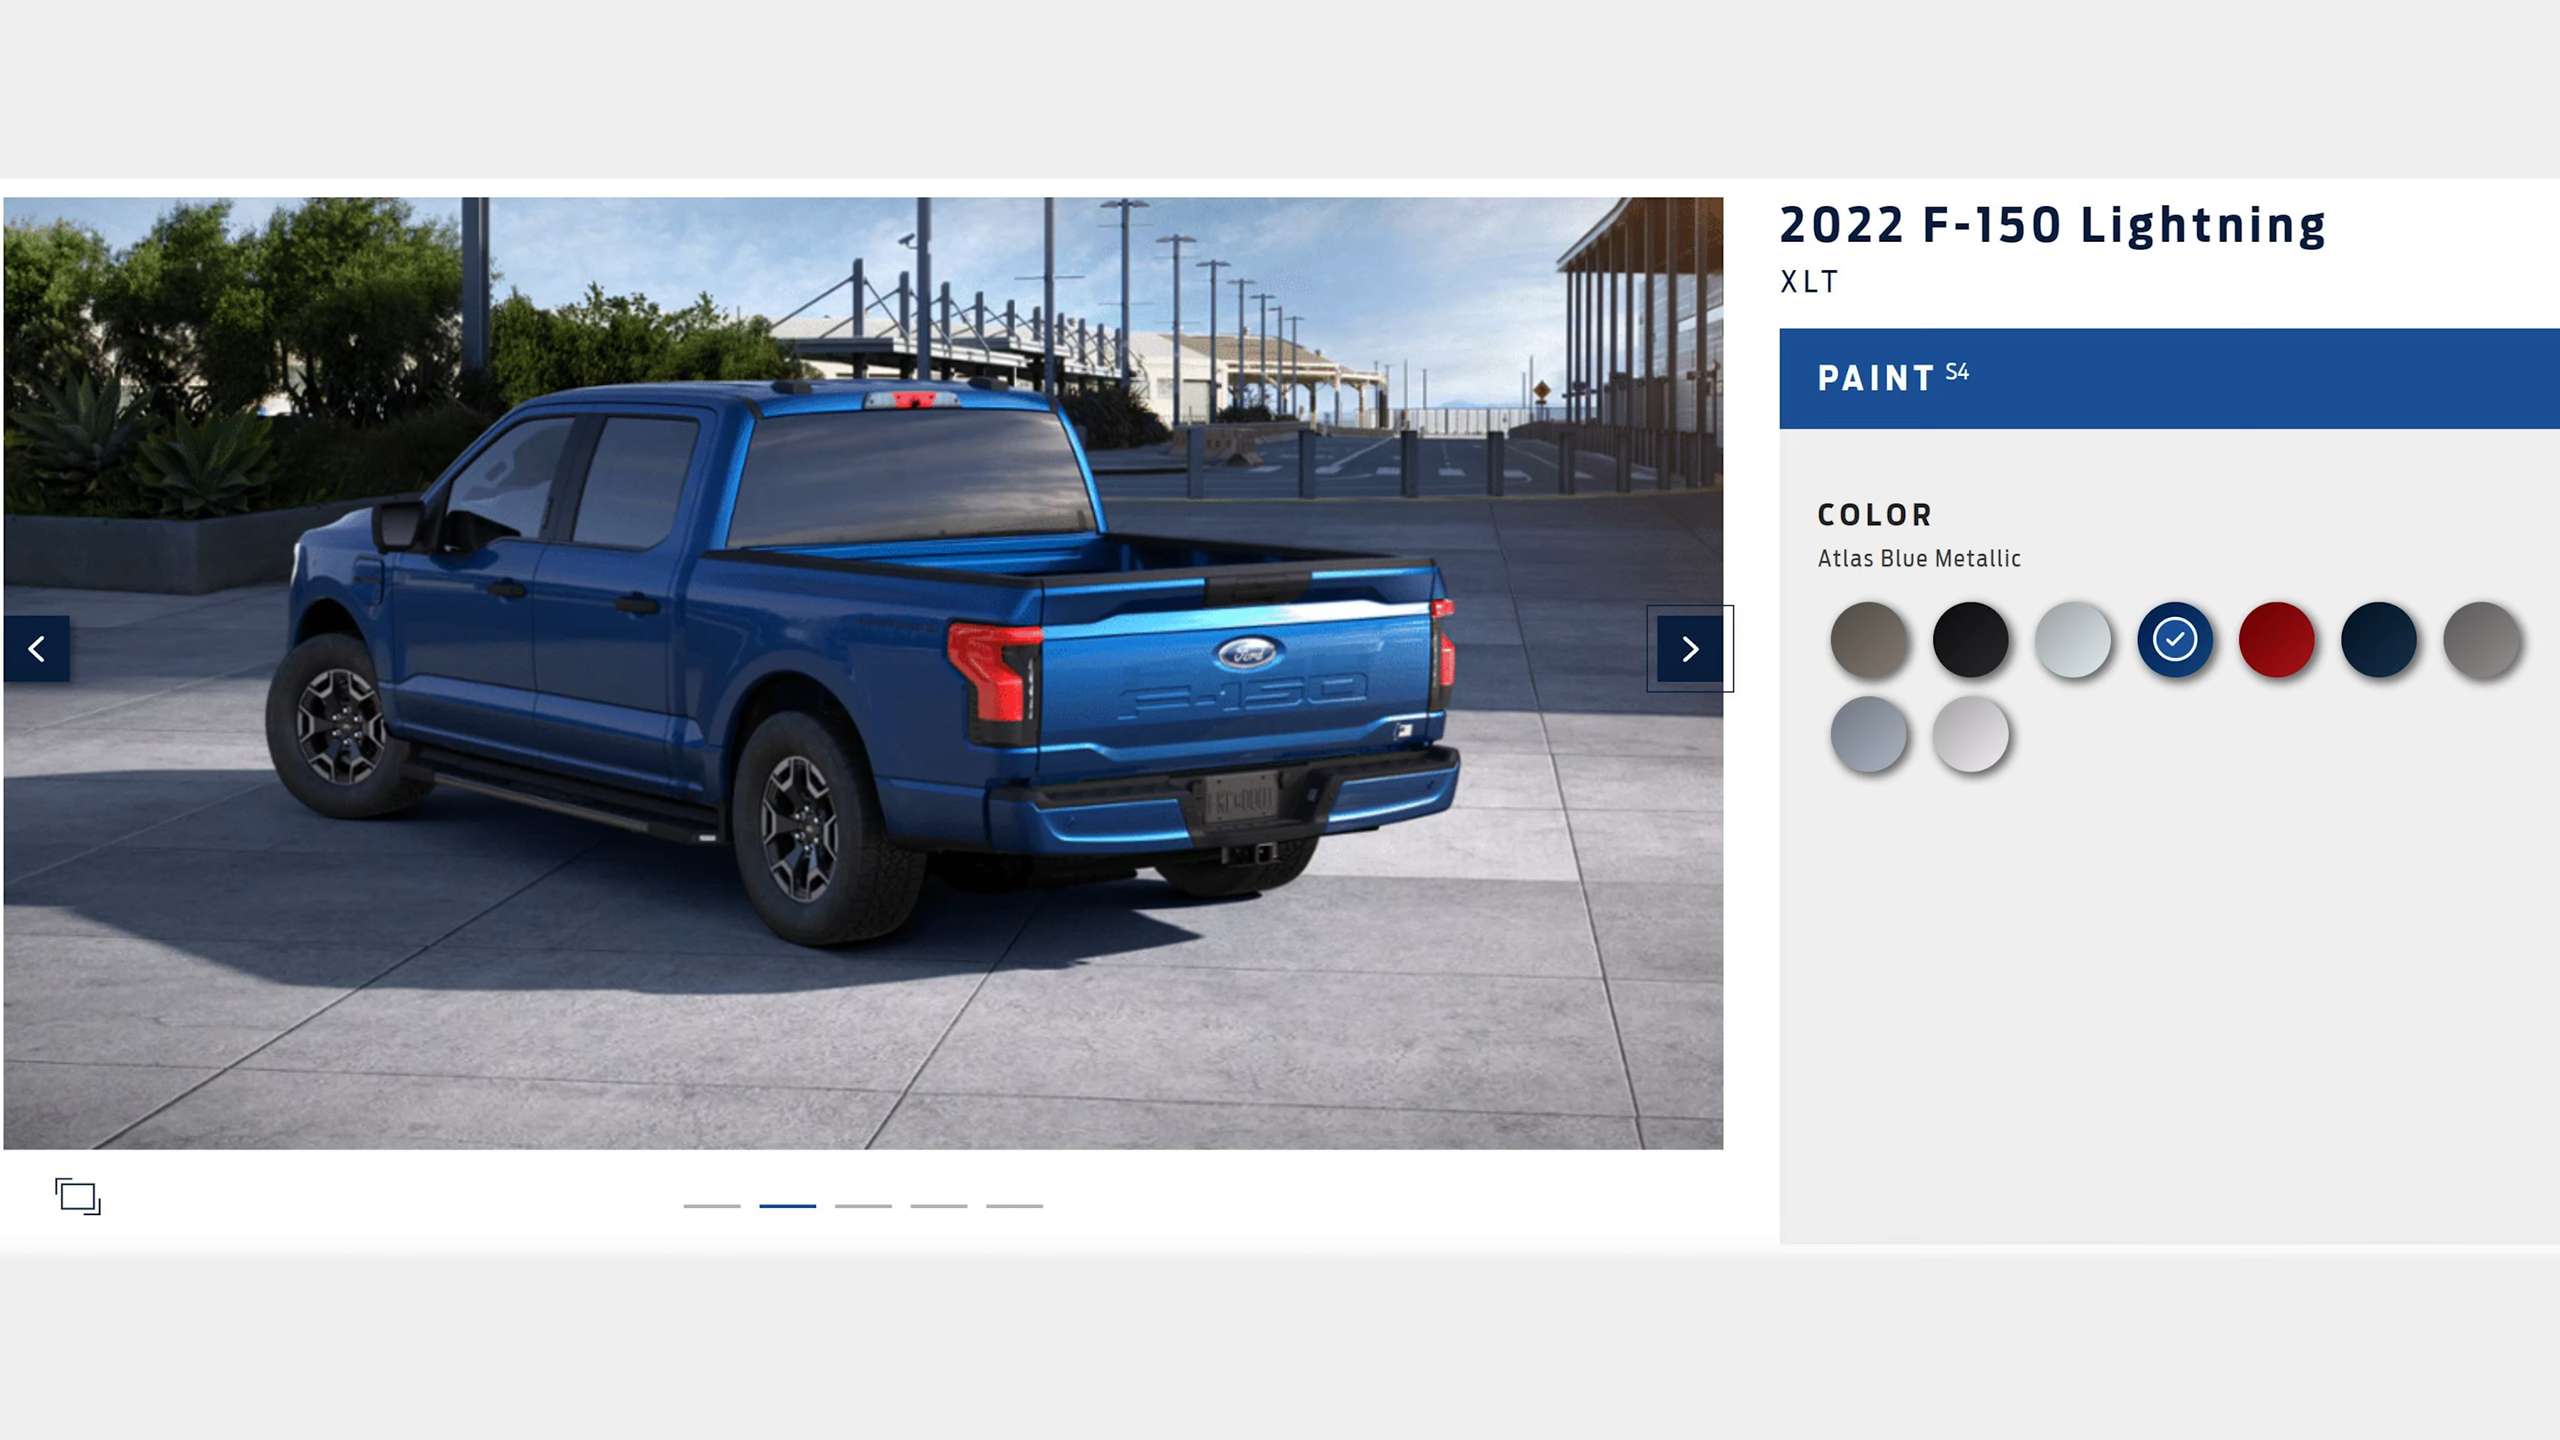 2022 F-150 Lightning
XLT
PAINT S4
COLOR
Atlas Blue Metallic
Ford
F-150